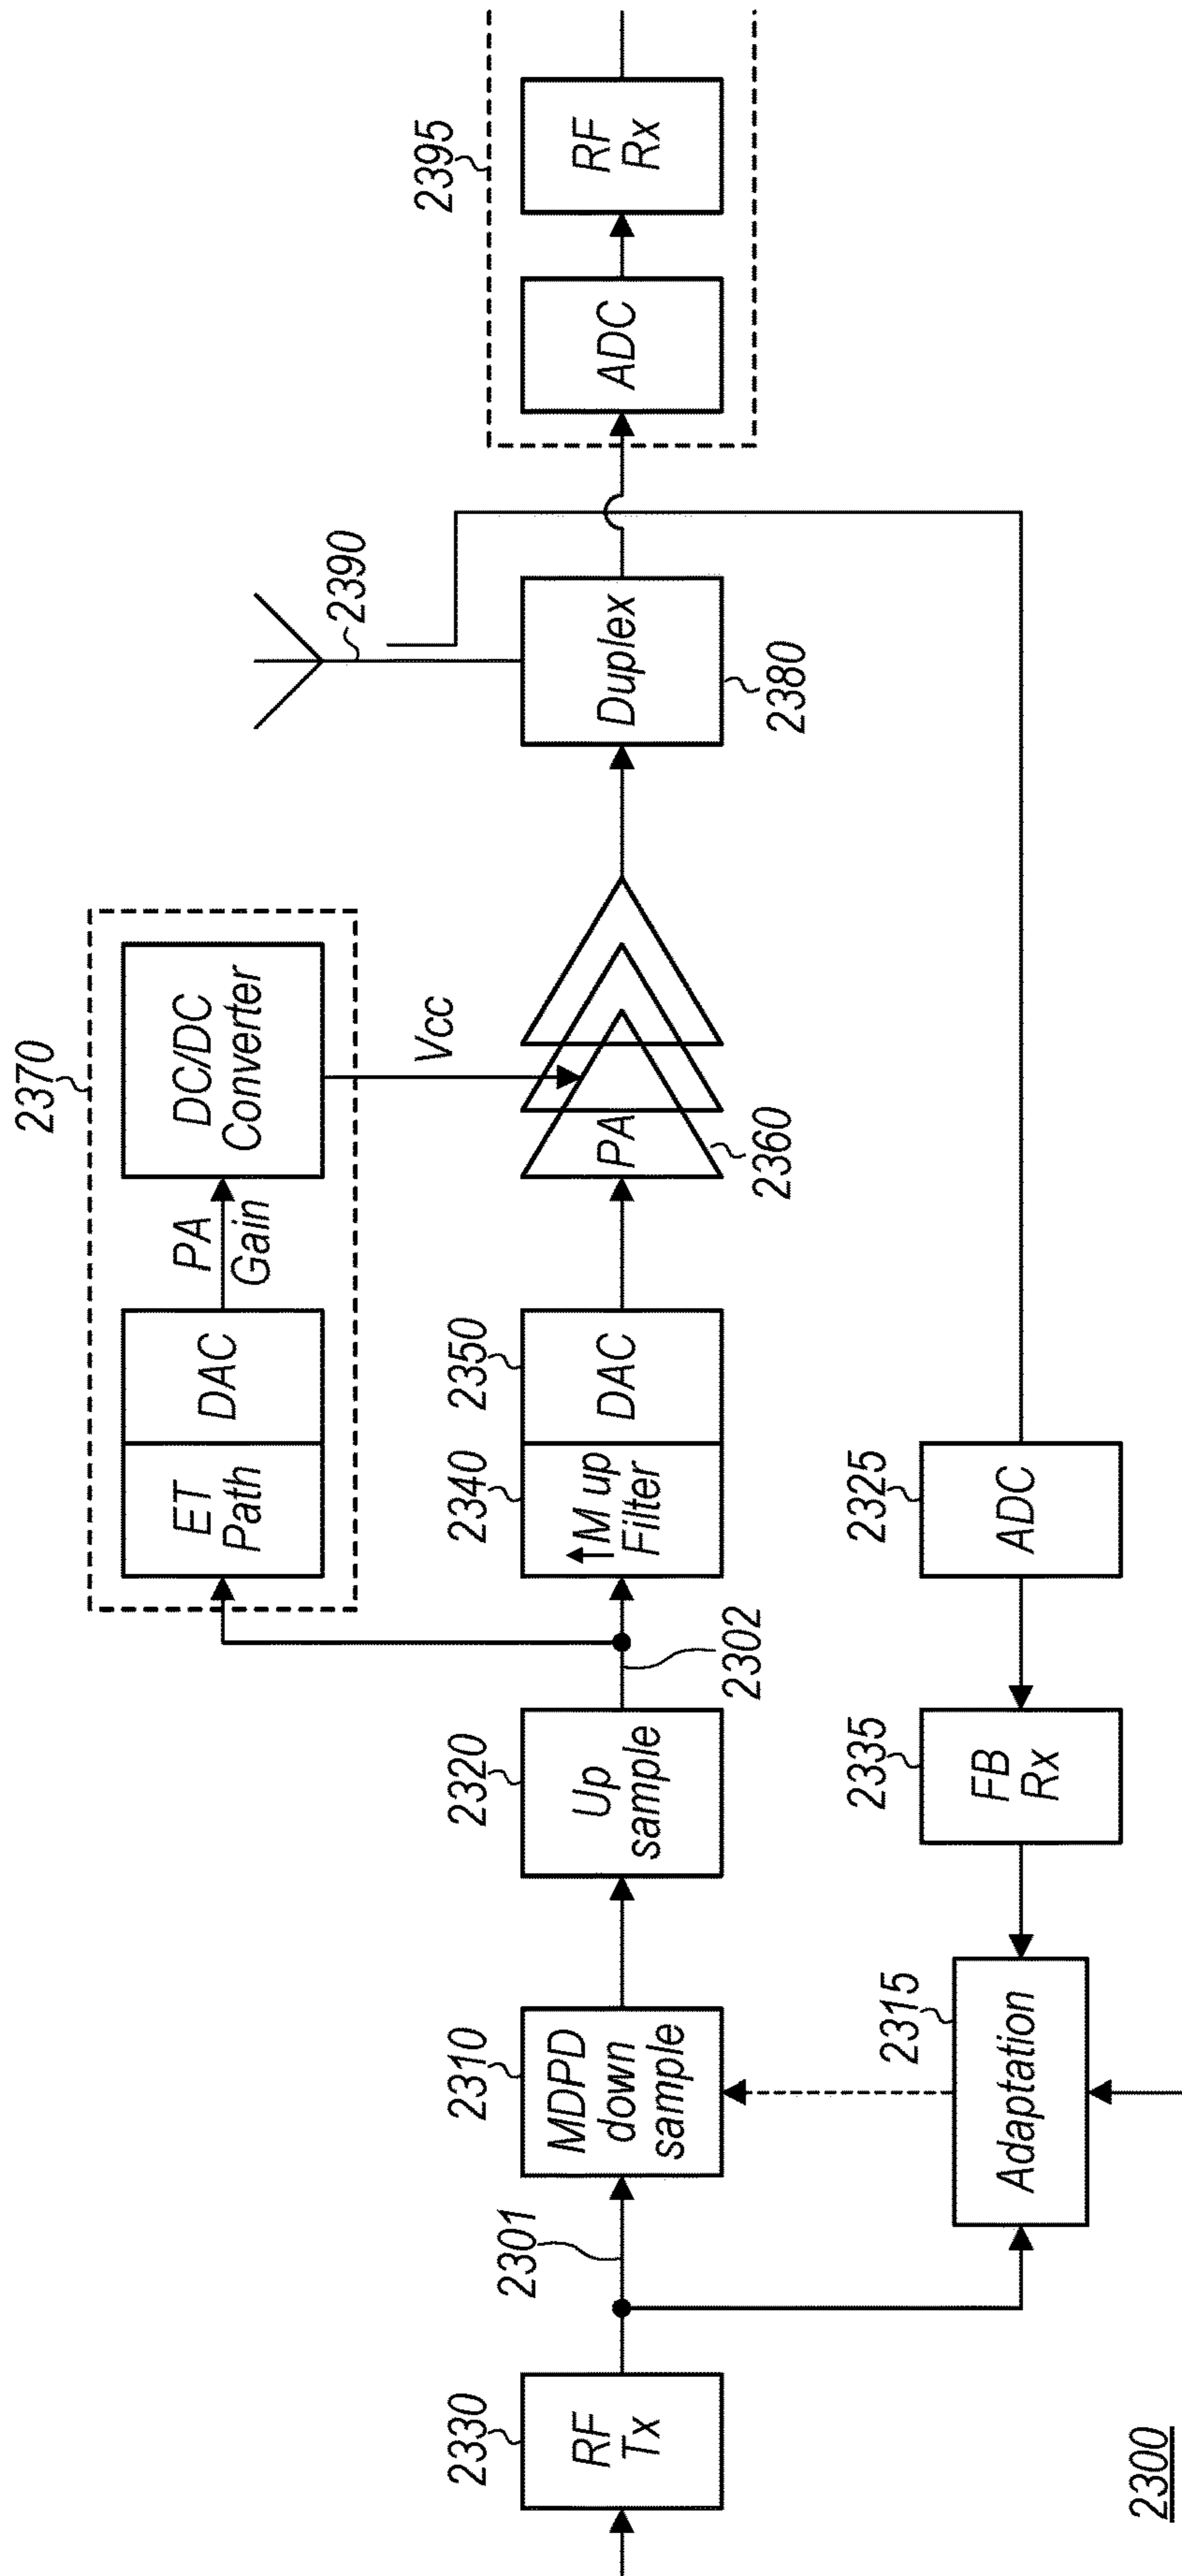 2370
ET
Path
DAC
PA
Gain
DC/DC
Converter
Vcc
2390
2395
2330
RF
Tx
2301
2310
MDPD
down
sample
2320
Up
sample
2302
2340
M up
Filter
2350
DAC
PA
2360
Duplex
2380
ADC
RF
Rx
2315
Adaptation
2335
FB
Rx
2325
ADC
2300